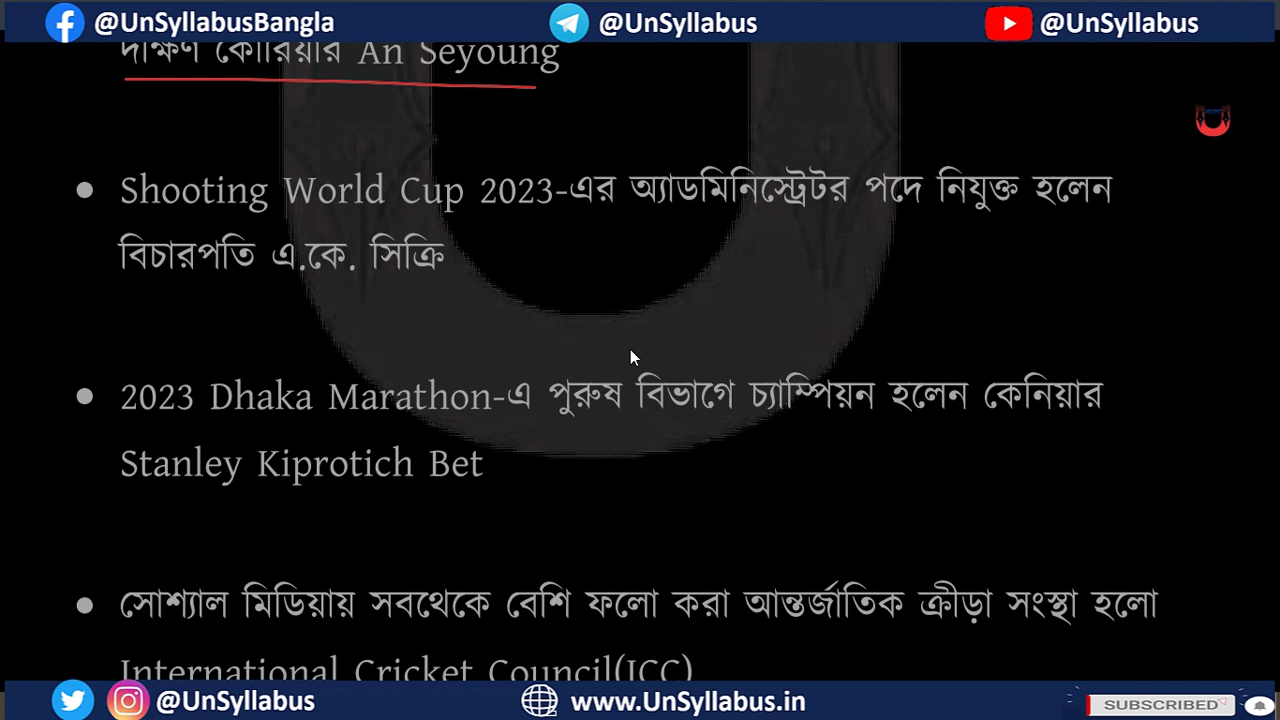 @UnSyllabusBangla @UnSyllabus @UnSyllabus
দক্ষিণ কোরিয়ার An Seyoung
● Shooting World Cup 2023-এর অ্যাডমিনিস্ট্রেটর পদে নিযুক্ত হলেন
বিচারপতি এ.কে. সিক্রি
● 2023 Dhaka Marathon-এ পুরুষ বিভাগে চ্যাম্পিয়ন হলেন কেনিয়ার
Stanley Kiprotich Bet
● সোশ্যাল মিডিয়ায় সবথেকে বেশি ফলো করা আন্তর্জাতিক ক্রীড়া সংস্থা হলো
International Cricket Council(ICC)
@UnSyllabus www.UnSyllabus.in SUBSCRIBED